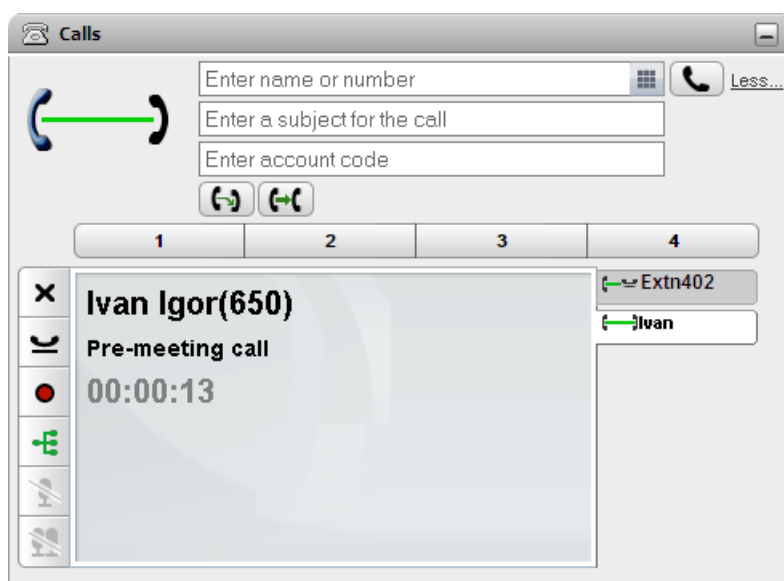 Calls
Enter name or number
Less...
Enter a subject for the call
Enter account code
1 2 3 4
Ivan Igor(650)
Pre-meeting call
00:00:13
Extn402
Ivan